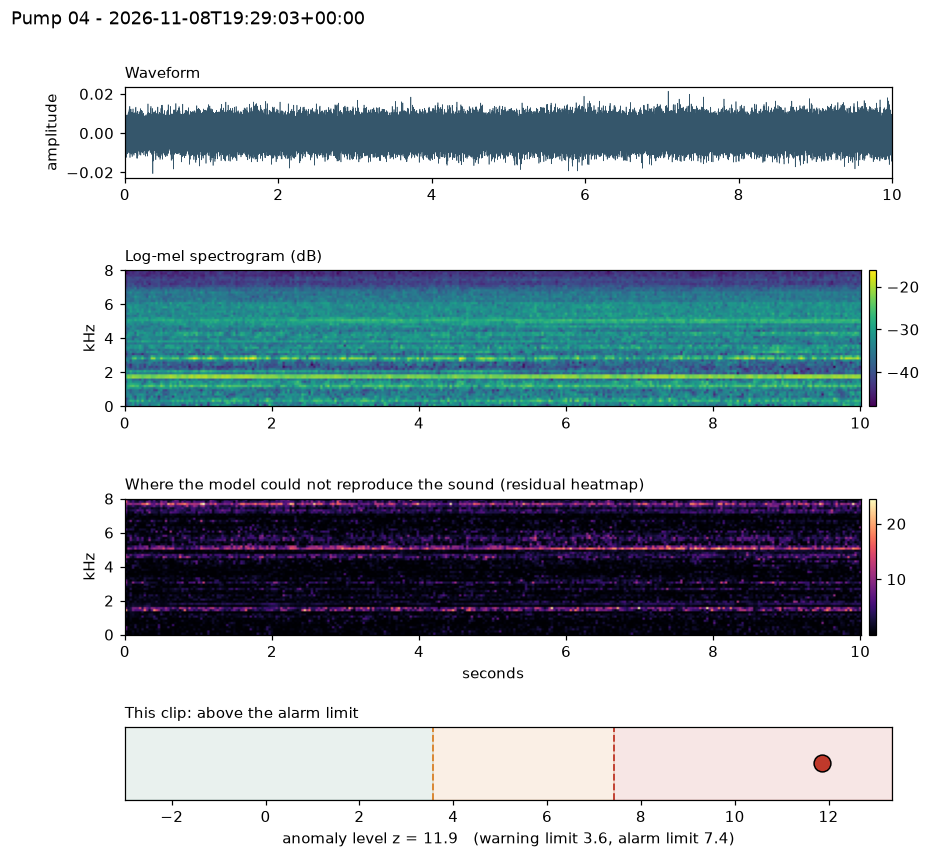 Pump 04 - 2026-11-08T19:29:03+00:00
Waveform
amplitude
0.02
0.00
−0.02
0 2 4 6 8 10
Log-mel spectrogram (dB)
kHz
8
6
4
2
0
0 2 4 6 8 10
−20
−30
−40
Where the model could not reproduce the sound (residual heatmap)
kHz
8
6
4
2
0
0 2 4 6 8 10
seconds
20
10
This clip: above the alarm limit
−2 0 2 4 6 8 10 12
anomaly level z = 11.9 (warning limit 3.6, alarm limit 7.4)